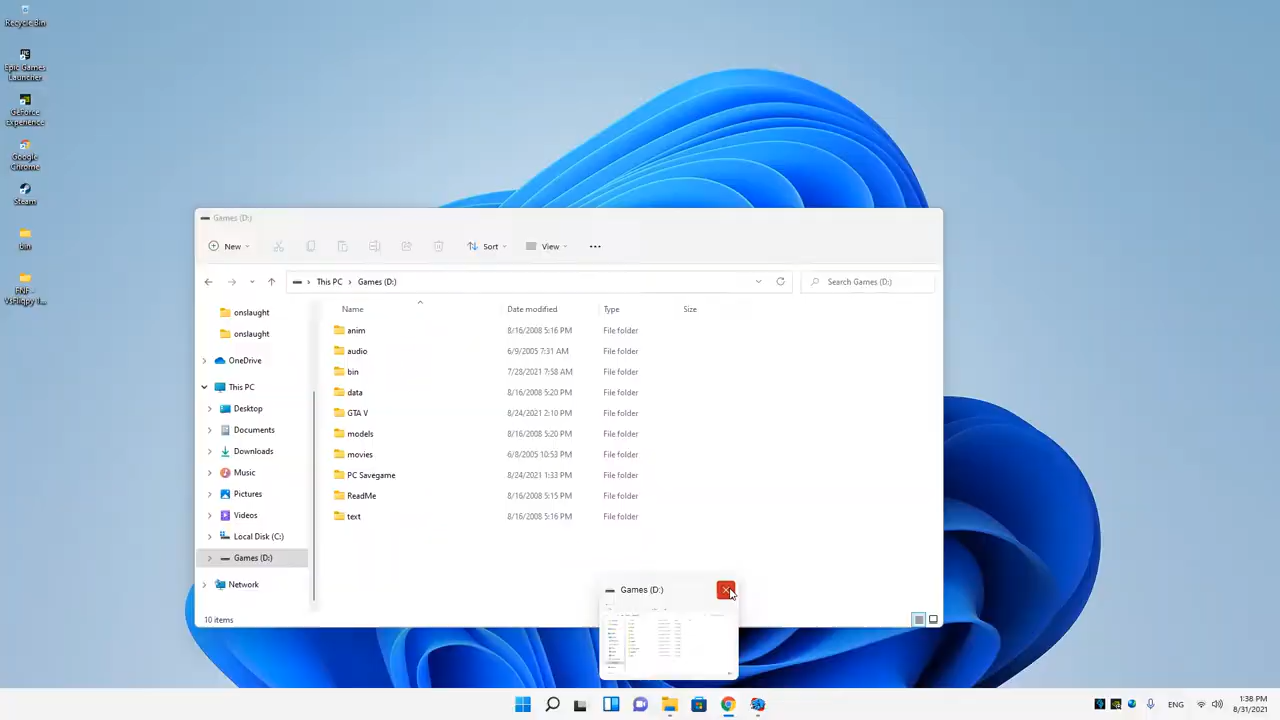 Recycle Bin
Epic Games
Launcher
GeForce
Experience
Google
Chrome
Steam
bin
FNF -
Games (D:)
New
Sort
View
This PC
Games (D:)
Search Games (D:)
Name Date modified Type Size
onslaught
onslaught
OneDrive
This PC
Desktop
Documents
Downloads
Music
Pictures
Videos
Local Disk (C:)
Games (D:)
Network
anim 8/16/2008 5:16 PM File folder
audio 6/9/2005 7:31 AM File folder
bin 7/28/2021 7:58 AM File folder
data 8/16/2008 5:20 PM File folder
GTA V 8/24/2021 2:10 PM File folder
models 8/16/2008 5:20 PM File folder
movies 6/8/2005 10:53 PM File folder
PC Savegame 8/24/2021 1:33 PM File folder
ReadMe 8/16/2008 5:15 PM File folder
text 8/16/2008 5:16 PM File folder
10 items
Games (D:)
ENG
1:38 PM
8/31/2021